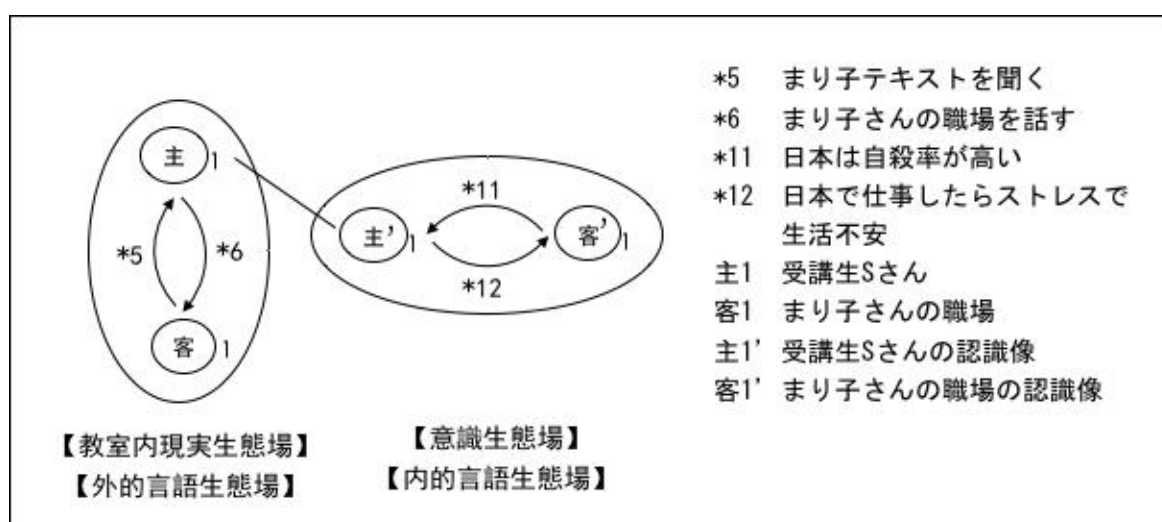 主 1
*5
*6
客 1
主' 1
*11
*12
客' 1
【教室内現実生態場】
【外的言語生態場】
【意識生態場】
【内的言語生態場】
*5 まり子テキストを聞く
*6 まり子さんの職場を話す
*11 日本は自殺率が高い
*12 日本で仕事したらストレスで
生活不安
主1 受講生Sさん
客1 まり子さんの職場
主1' 受講生Sさんの認識像
客1' まり子さんの職場の認識像